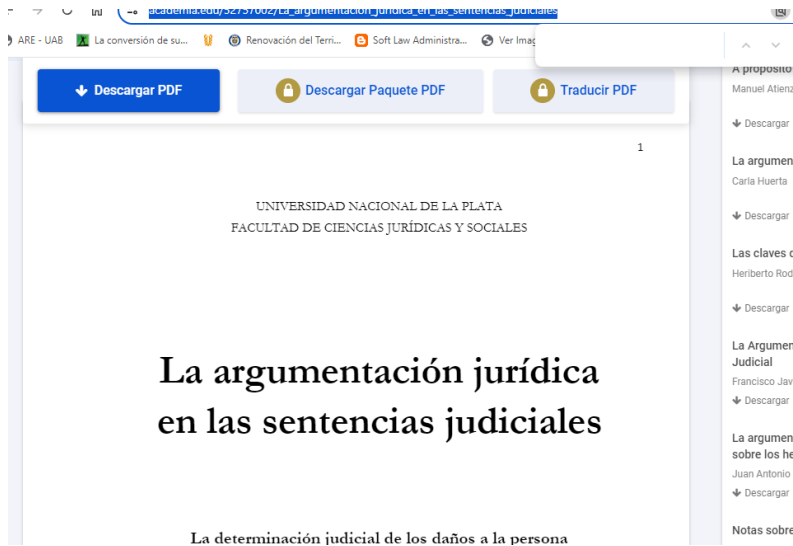 academia.edu/52757002/La_argumentación_jurídica_en_las_sentencias_judiciales
ARE - UAB La conversión de su... Renovación del Terri... Soft Law Administra... Ver Imag
Descargar PDF Descargar Paquete PDF Traducir PDF
1
UNIVERSIDAD NACIONAL DE LA PLATA
FACULTAD DE CIENCIAS JURÍDICAS Y SOCIALES
La argumentación jurídica
en las sentencias judiciales
La determinación judicial de los daños a la persona
A propósito
Manuel Atienz
Descargar
La argumen
Carla Huerta
Descargar
Las claves
Heriberto Rod
Descargar
La Argumen
Judicial
Francisco Jav
Descargar
La argumen
sobre los he
Juan Antonio
Descargar
Notas sobre